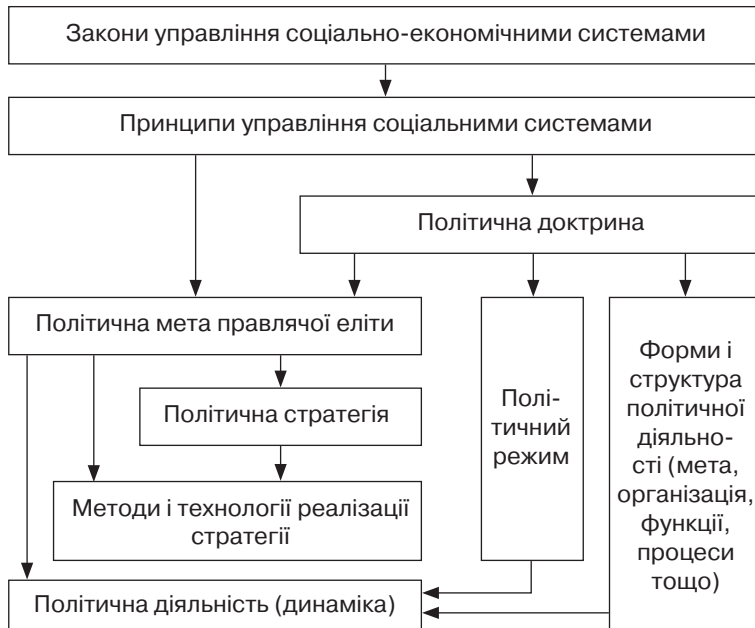 Закони управління соціально-економічними системами
Принципи управління соціальними системами
Політична доктрина
Політична мета правлячої еліти
Політична стратегія
Методи і технології реалізації
стратегії
Політична діяльність (динаміка)
Полі-
тичний
режим
Форми і
структура
політичної
діяльно-
сті (мета,
організація,
функції,
процеси
тощо)